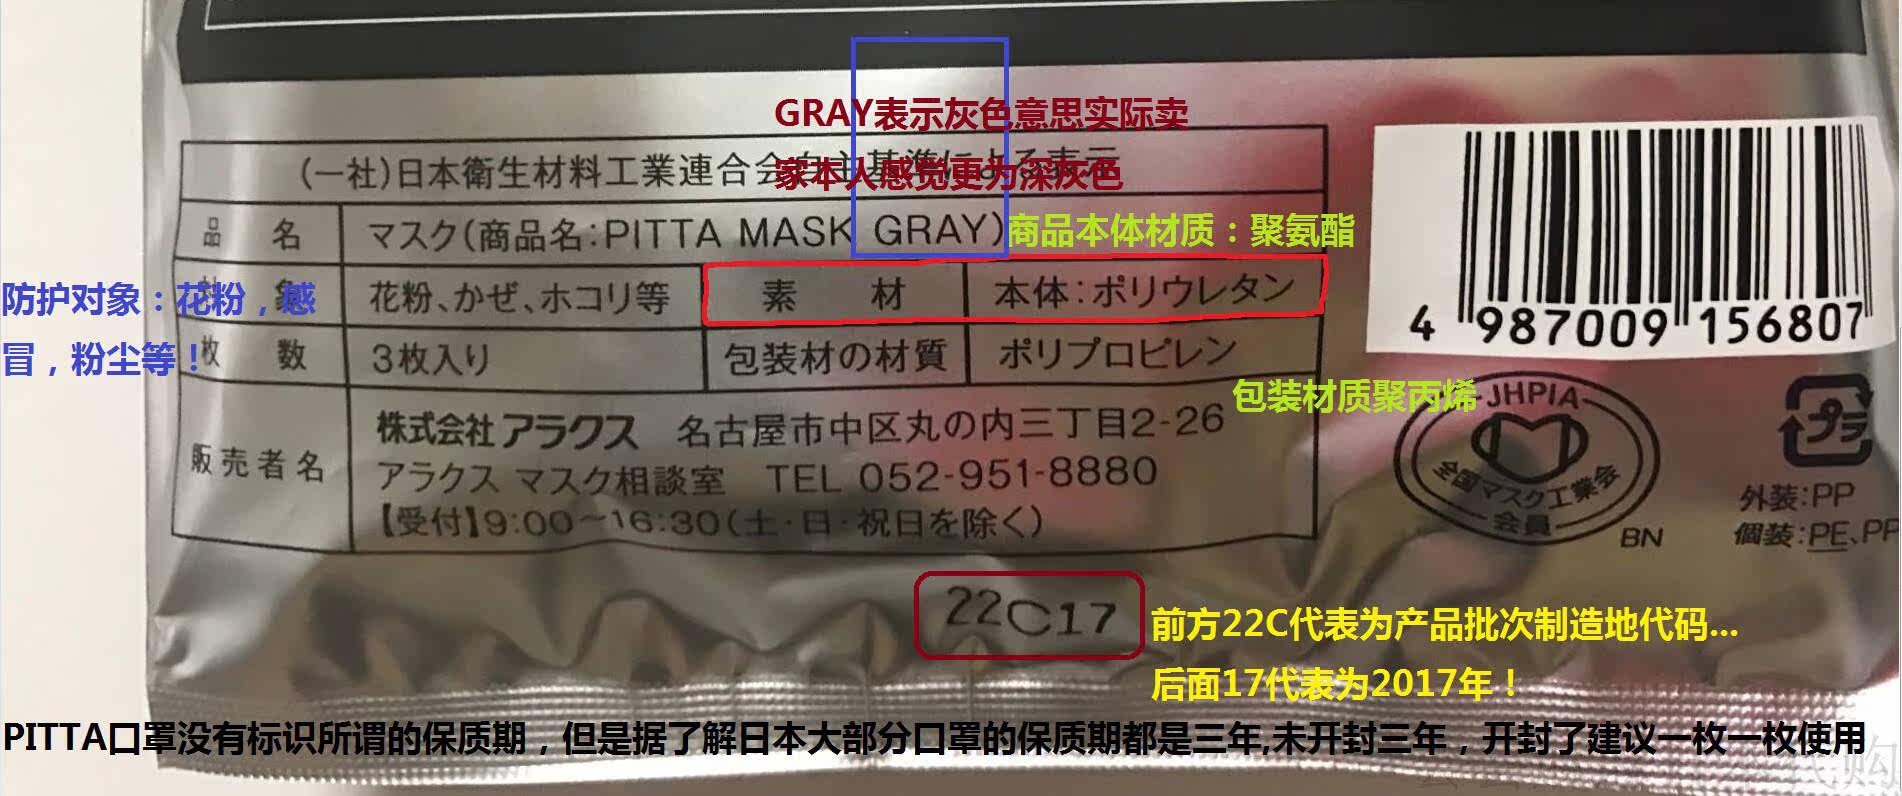 GRAY表示灰色意思实际卖
家本人感觉更为深灰色
(一社)日本衛生材料工業連合会自主基準による表示
品名 マスク(商品名:PITTA MASK GRAY)
商品本体材质：聚氨酯
防护对象：花粉，感
冒，粉尘等！
象 花粉、かぜ、ホコリ等 素材 本体:ポリウレタン
枚数 3枚入り 包装材の材質 ポリプロピレン
包装材质聚丙烯
販売者名 株式会社アラクス 名古屋市中区丸の内三丁目2-26
アラクス マスク相談室 TEL 052-951-8880
【受付】9:00〜16:30(土・日・祝日を除く)
4 987009 156807
JHPIA
全国マスク工業会
会員
BN
プラ
外装:PP
個装:PE、PP
22C17
前方22C代表为产品批次制造地代码...
后面17代表为2017年！
PITTA口罩没有标识所谓的保质期，但是据了解日本大部分口罩的保质期都是三年,未开封三年，开封了建议一枚一枚使用